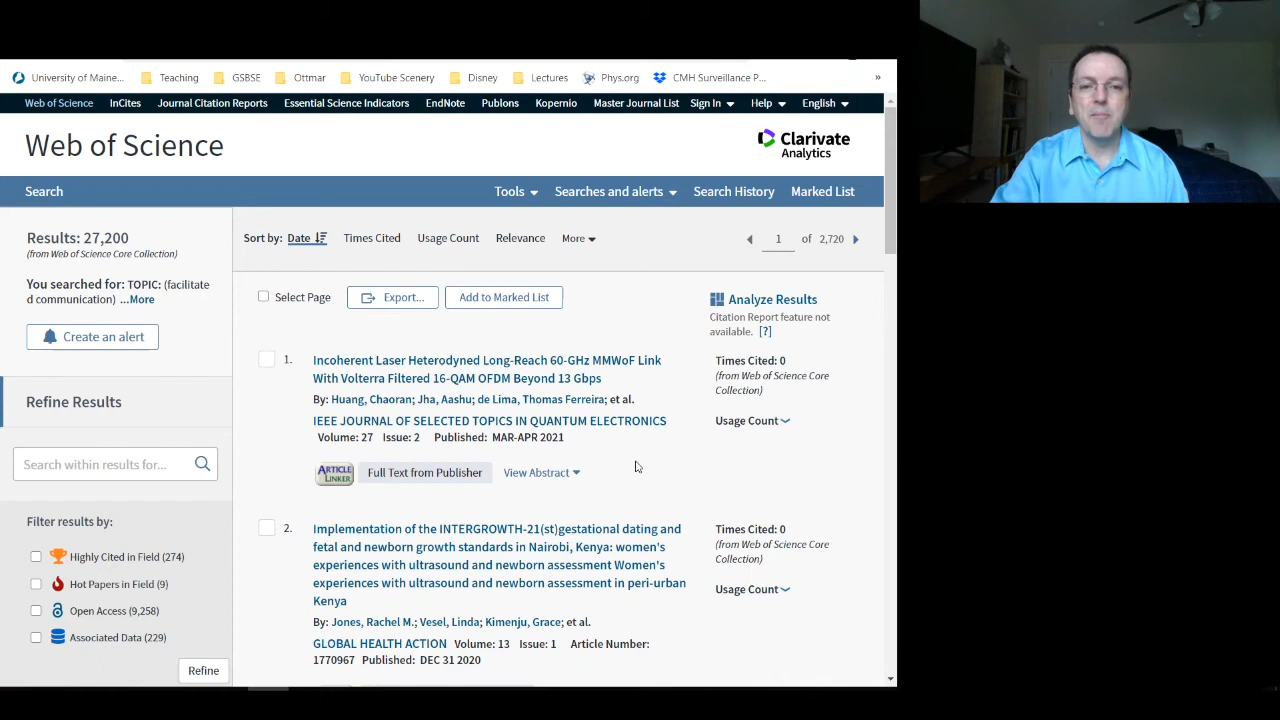 University of Maine... Teaching GSBSE Ottmar YouTube Scenery Disney Lectures Phys.org CMH Surveillance P... »
Web of Science InCites Journal Citation Reports Essential Science Indicators EndNote Publons Kopernio Master Journal List Sign In Help English
Web of Science
Clarivate
Analytics
Search Tools Searches and alerts Search History Marked List
Results: 27,200
(from Web of Science Core Collection)
You searched for: TOPIC: (facilitate
d communication) ...More
Create an alert
Refine Results
Search within results for...
Filter results by:
Highly Cited in Field (274)
Hot Papers in Field (9)
Open Access (9,258)
Associated Data (229)
Refine
Sort by: Date Times Cited Usage Count Relevance More
1 of 2,720
Select Page Export... Add to Marked List
Analyze Results
Citation Report feature not
available. [?]
1. Incoherent Laser Heterodyned Long-Reach 60-GHz MMWoF Link
With Volterra Filtered 16-QAM OFDM Beyond 13 Gbps
By: Huang, Chaoran; Jha, Aashu; de Lima, Thomas Ferreira; et al.
IEEE JOURNAL OF SELECTED TOPICS IN QUANTUM ELECTRONICS
Volume: 27 Issue: 2 Published: MAR-APR 2021
ARTICLE
LINKER
Full Text from Publisher View Abstract
Times Cited: 0
(from Web of Science Core
Collection)
Usage Count
2. Implementation of the INTERGROWTH-21(st)gestational dating and
fetal and newborn growth standards in Nairobi, Kenya: women's
experiences with ultrasound and newborn assessment Women's
experiences with ultrasound and newborn assessment in peri-urban
Kenya
By: Jones, Rachel M.; Vesel, Linda; Kimenju, Grace; et al.
GLOBAL HEALTH ACTION Volume: 13 Issue: 1 Article Number:
1770967 Published: DEC 31 2020
Times Cited: 0
(from Web of Science Core
Collection)
Usage Count